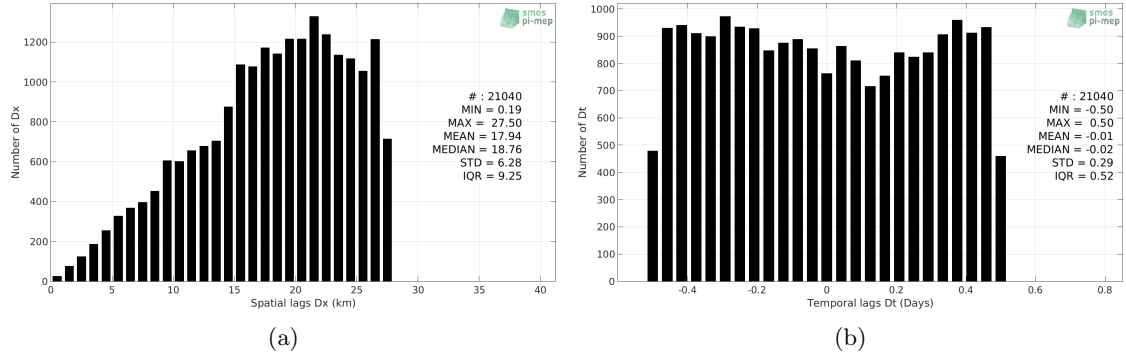 smos
pi-mep
1200
1000
800
600
400
200
0
Number of Dx
# : 21040
MIN = 0.19
MAX = 27.50
MEAN = 17.94
MEDIAN = 18.76
STD = 6.28
IQR = 9.25
0 5 10 15 20 25 30 35 40
Spatial lags Dx (km)
(a)
smos
pi-mep
1000
900
800
700
600
500
400
300
200
100
0
Number of Dt
# : 21040
MIN = -0.50
MAX = 0.50
MEAN = -0.01
MEDIAN = -0.02
STD = 0.29
IQR = 0.52
-0.4 -0.2 0 0.2 0.4 0.6 0.8
Temporal lags Dt (Days)
(b)